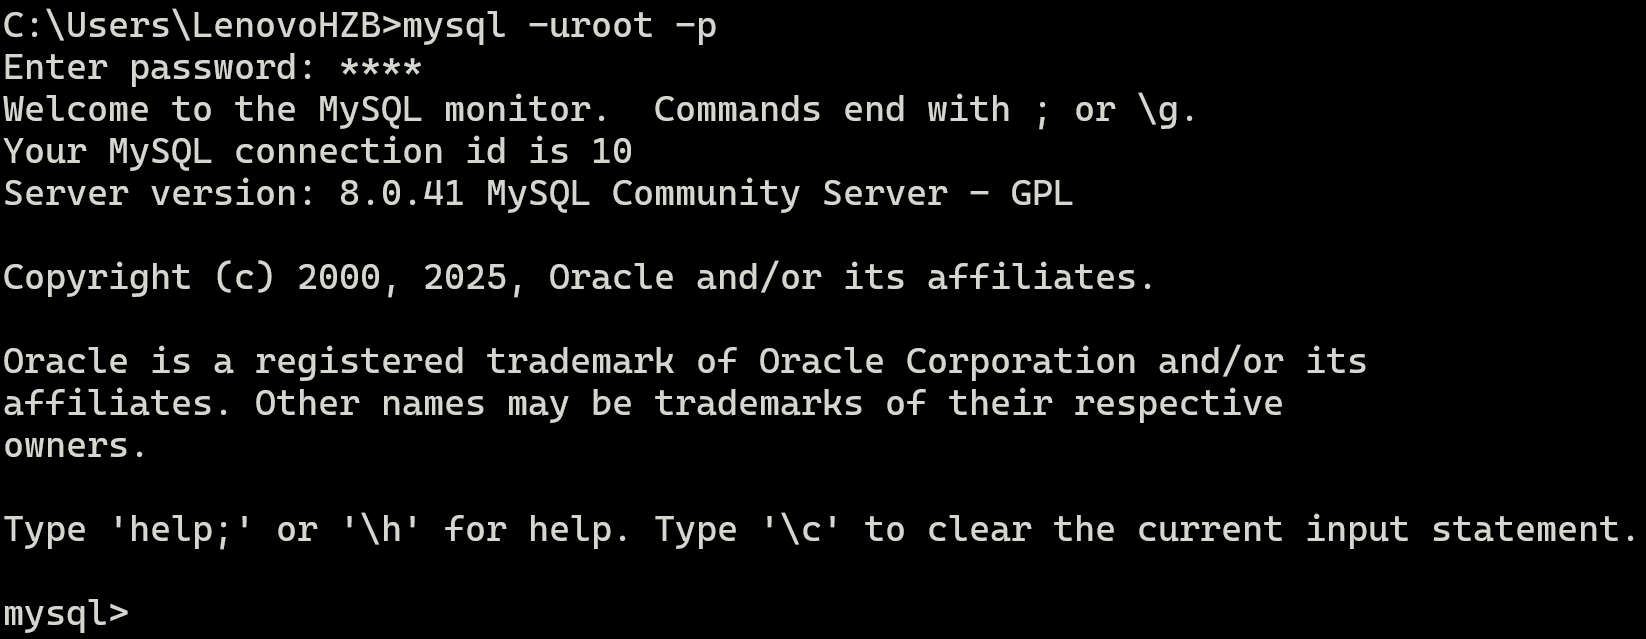 C:\Users\LenovoHZB>mysql -uroot -p
Enter password: ****
Welcome to the MySQL monitor.  Commands end with ; or \g.
Your MySQL connection id is 10
Server version: 8.0.41 MySQL Community Server - GPL

Copyright (c) 2000, 2025, Oracle and/or its affiliates.

Oracle is a registered trademark of Oracle Corporation and/or its
affiliates. Other names may be trademarks of their respective
owners.

Type 'help;' or '\h' for help. Type '\c' to clear the current input statement.

mysql>